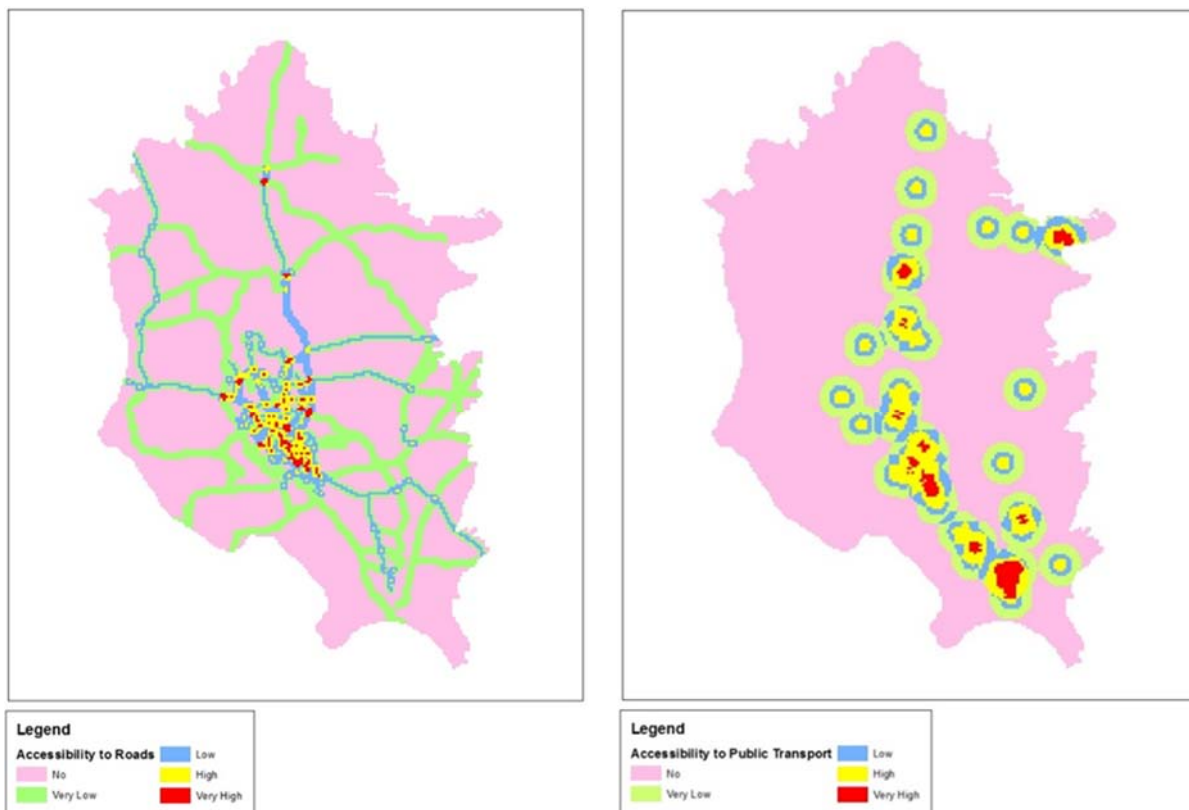 Legend
Accessibility to Roads
Low
No
High
Very Low
Very High
Legend
Accessibility to Public Transport
Low
No
High
Very Low
Very High